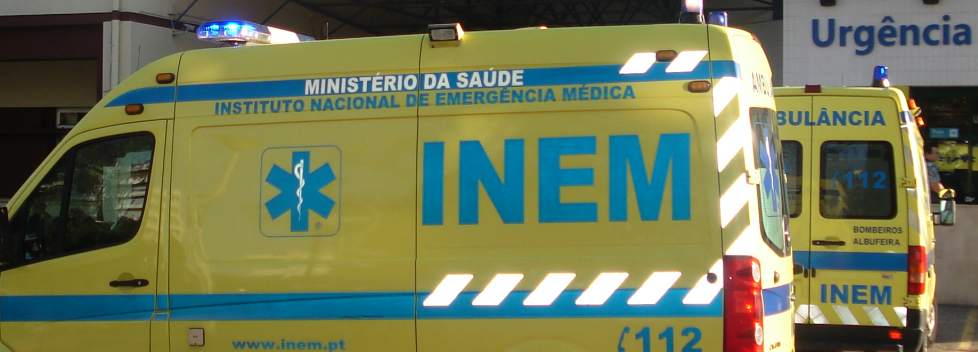 Urgência
MINISTÉRIO DA SAÚDE
INSTITUTO NACIONAL DE EMERGÊNCIA MÉDICA
INEM
®
www.inem.pt
112
AMBU
BULÂNCIA
112
BOMBEIROS
ALBUFEIRA
INEM